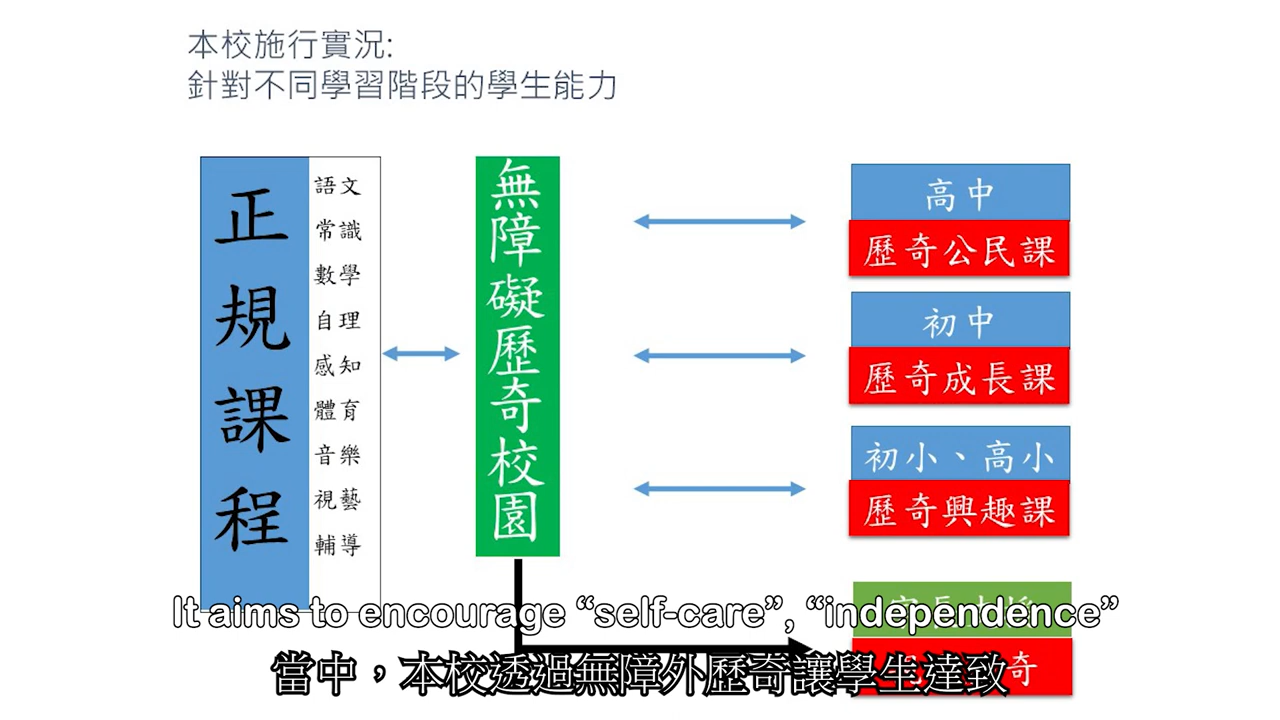 本校施行實況:
針對不同學習階段的學生能力
正規課程
語文
常識
數學
自理
感知
體育
音樂
視藝
輔導
無障礙歷奇校園
高中
歷奇公民課
初中
歷奇成長課
初小、高小
歷奇興趣課
奇
It aims to encourage “self-care”, “independence”
當中，本校透過無障外歷奇讓學生達致